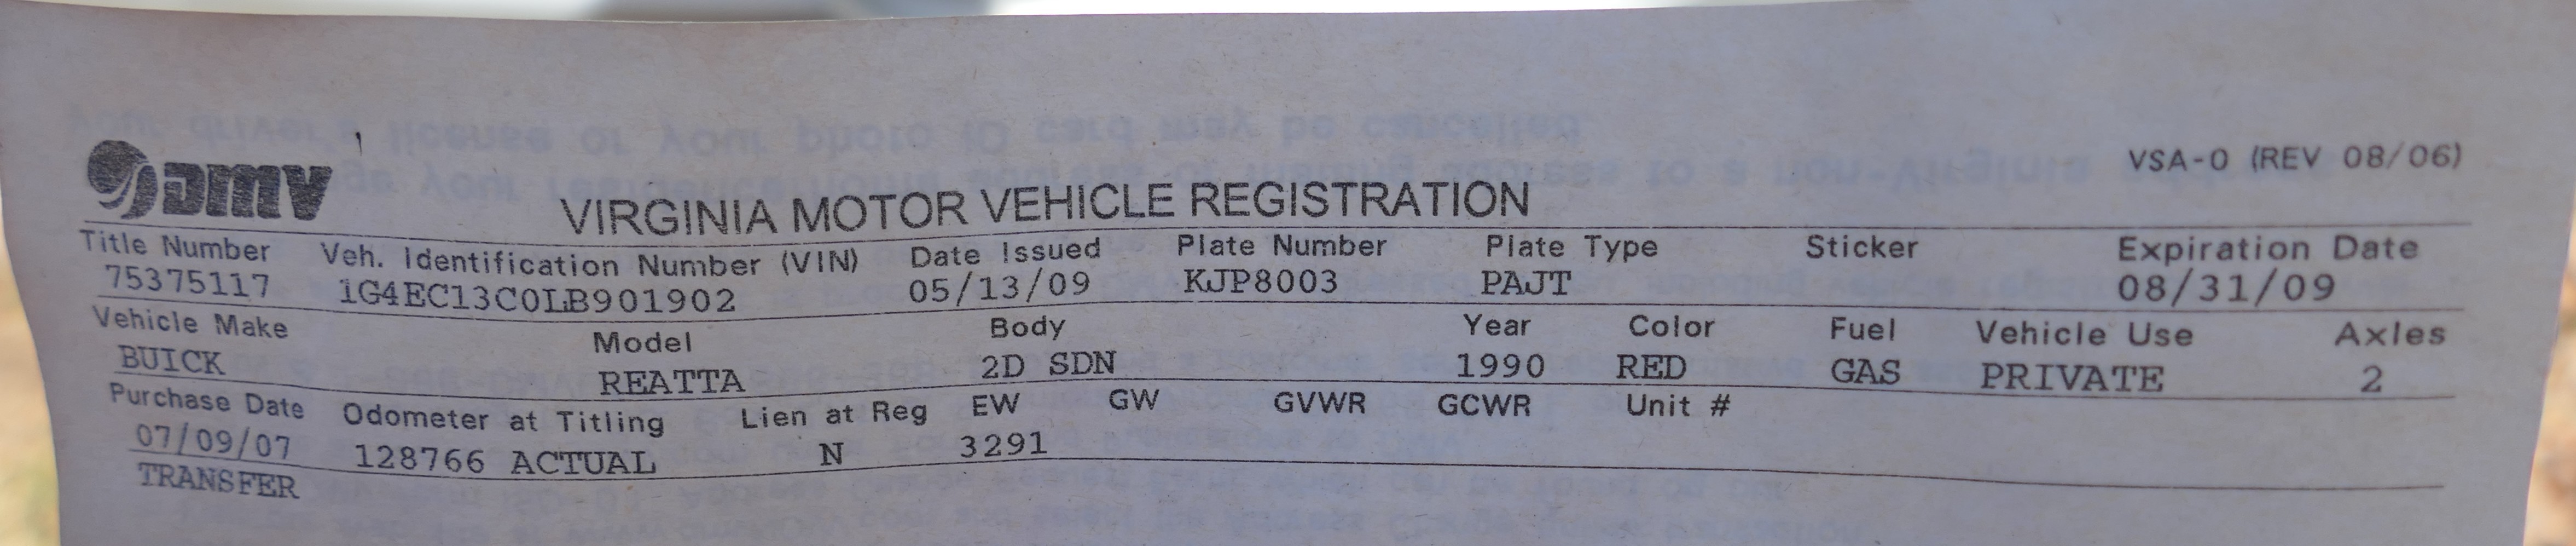 DMV
VSA-0 (REV 08/06)
VIRGINIA MOTOR VEHICLE REGISTRATION
Title Number Veh. Identification Number (VIN) Date Issued Plate Number Plate Type Sticker Expiration Date
75375117 1G4EC13C0LB901902 05/13/09 KJP8003 PAJT 08/31/09
Vehicle Make Model Body Year Color Fuel Vehicle Use Axles
BUICK REATTA 2D SDN 1990 RED GAS PRIVATE 2
Purchase Date Odometer at Titling Lien at Reg EW GW GVWR GCWR Unit #
07/09/07 128766 ACTUAL N 3291
TRANSFER